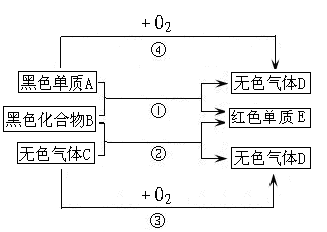 +O₂
④
黑色单质A
无色气体D
①
黑色化合物B
红色单质E
②
无色气体C
无色气体D
+O₂
③